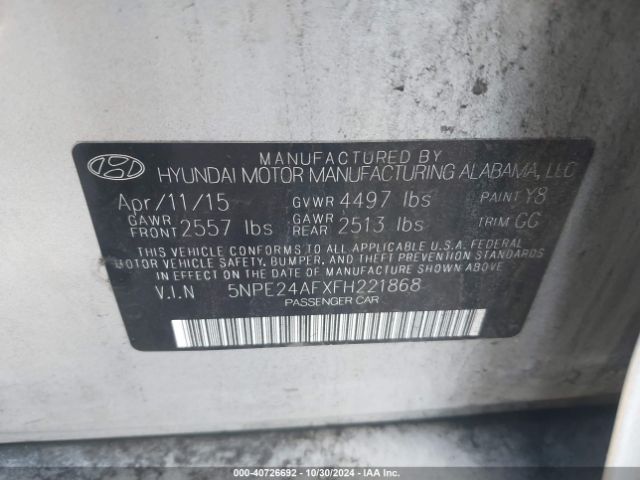 MANUFACTURED BY
HYUNDAI MOTOR MANUFACTURING ALABAMA, LLC
Apr/11/15 GVWR 4497 lbs PAINT Y8
GAWR FRONT 2557 lbs GAWR REAR 2513 lbs TRIM GG
THIS VEHICLE CONFORMS TO ALL APPLICABLE U.S. FEDERAL
MOTOR VEHICLE SAFETY, BUMPER, AND THEFT PREVENTION STANDARDS
IN EFFECT ON THE DATE OF MANUFACTURE SHOWN ABOVE.
V.I.N 5NPE24AFXFH221868
PASSENGER CAR
000-40726692 - 10/30/2024 - IAA Inc.